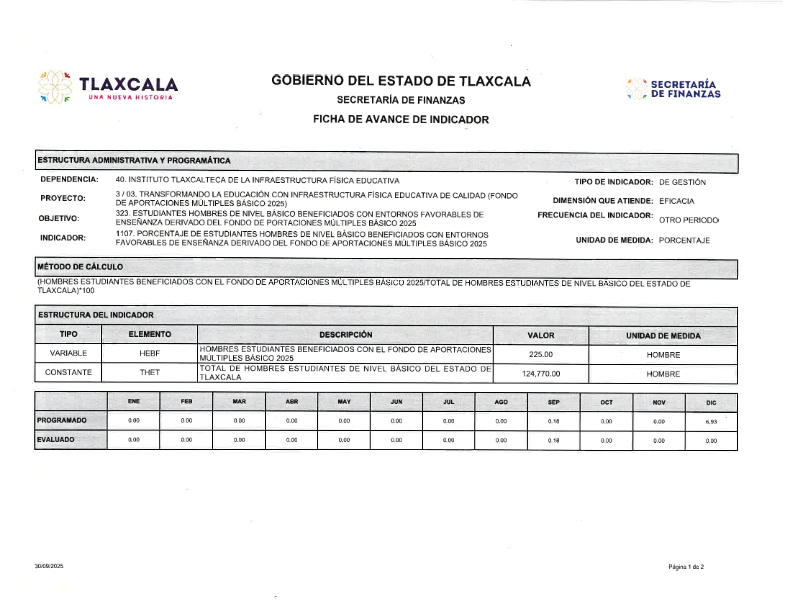 TLAXCALA
UNA NUEVA HISTORIA
GOBIERNO DEL ESTADO DE TLAXCALA
SECRETARÍA DE FINANZAS
FICHA DE AVANCE DE INDICADOR
SECRETARÍA
DE FINANZAS
ESTRUCTURA ADMINISTRATIVA Y PROGRAMÁTICA
DEPENDENCIA: 40. INSTITUTO TLAXCALTECA DE LA INFRAESTRUCTURA FÍSICA EDUCATIVA TIPO DE INDICADOR: DE GESTIÓN
PROYECTO: 3 / 03. TRANSFORMANDO LA EDUCACIÓN CON INFRAESTRUCTURA FÍSICA EDUCATIVA DE CALIDAD (FONDO
DE APORTACIONES MÚLTIPLES BÁSICO 2025) DIMENSIÓN QUE ATIENDE: EFICACIA
OBJETIVO: 323. ESTUDIANTES HOMBRES DE NIVEL BÁSICO BENEFICIADOS CON ENTORNOS FAVORABLES DE
ENSEÑANZA DERIVADO DEL FONDO DE PORTACIONES MÚLTIPLES BÁSICO 2025 FRECUENCIA DEL INDICADOR: OTRO PERIODO
INDICADOR: 1107. PORCENTAJE DE ESTUDIANTES HOMBRES DE NIVEL BÁSICO BENEFICIADOS CON ENTORNOS
FAVORABLES DE ENSEÑANZA DERIVADO DEL FONDO DE APORTACIONES MÚLTIPLES BÁSICO 2025 UNIDAD DE MEDIDA: PORCENTAJE
MÉTODO DE CÁLCULO
(HOMBRES ESTUDIANTES BENEFICIADOS CON EL FONDO DE APORTACIONES MÚLTIPLES BÁSICO 2025/TOTAL DE HOMBRES ESTUDIANTES DE NIVEL BÁSICO DEL ESTADO DE
TLAXCALA)*100
ESTRUCTURA DEL INDICADOR
TIPO ELEMENTO DESCRIPCIÓN VALOR UNIDAD DE MEDIDA
VARIABLE HEBF HOMBRES ESTUDIANTES BENEFICIADOS CON EL FONDO DE APORTACIONES
MÚLTIPLES BÁSICO 2025 225.00 HOMBRE
CONSTANTE THET TOTAL DE HOMBRES ESTUDIANTES DE NIVEL BÁSICO DEL ESTADO DE
TLAXCALA 124,770.00 HOMBRE
ENE FEB MAR ABR MAY JUN JUL AGO SEP OCT NOV DIC
PROGRAMADO 0.00 0.00 0.00 0.00 0.00 0.00 0.00 0.00 0.18 0.00 0.00 6.93
EVALUADO 0.00 0.00 0.00 0.00 0.00 0.00 0.00 0.00 0.18 0.00 0.00 0.00
30/09/2025 Página 1 de 2